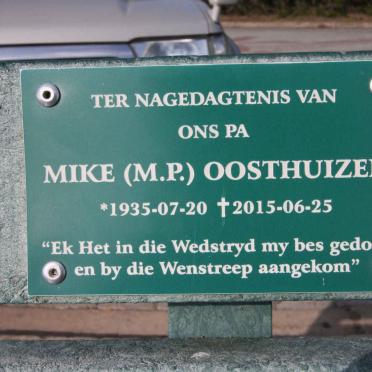 TER NAGEDAGTENIS VAN
ONS PA
MIKE (M.P.) OOSTHUIZE
*1935-07-20 ✝2015-06-25
“Ek Het in die Wedstryd my bes gedo
en by die Wenstreep aangekom”